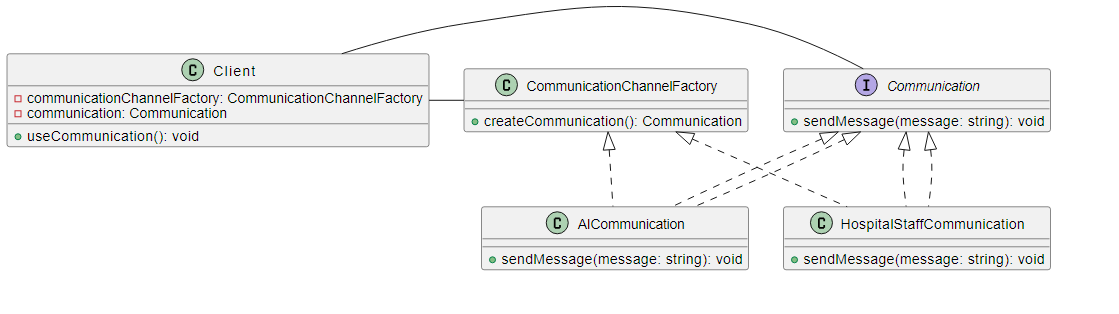 C Client
communicationChannelFactory: CommunicationChannelFactory
communication: Communication
useCommunication(): void
C CommunicationChannelFactory
createCommunication(): Communication
I Communication
sendMessage(message: string): void
C AICommunication
sendMessage(message: string): void
C HospitalStaffCommunication
sendMessage(message: string): void